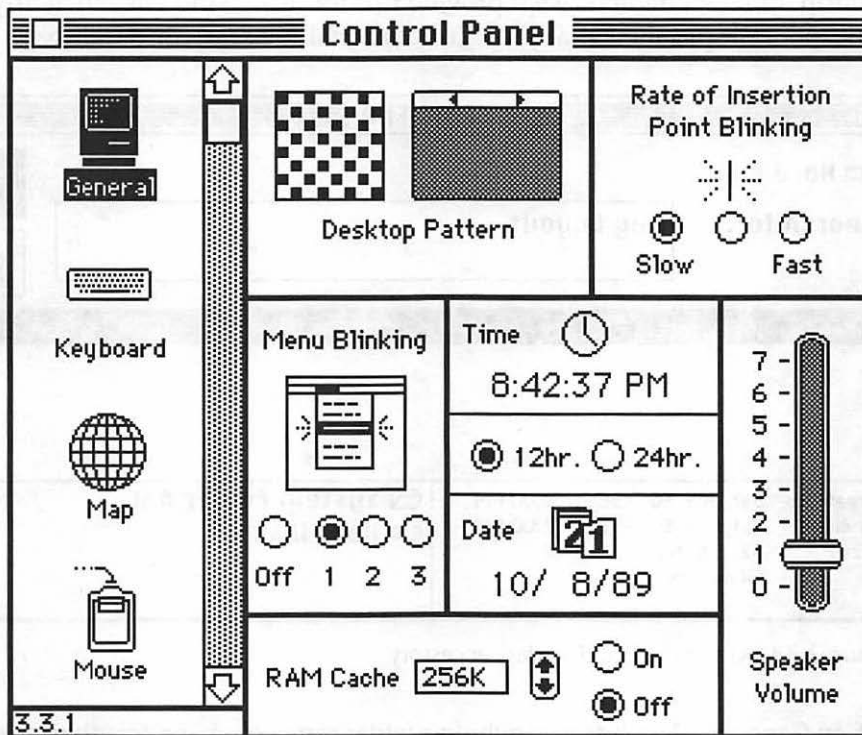 Control Panel
General
Keyboard
Map
Mouse
3.3.1
Desktop Pattern
Rate of Insertion
Point Blinking
Slow Fast
Menu Blinking
Off 1 2 3
Time
8:42:37 PM
12hr. 24hr.
Date
21
10/ 8/89
7
6
5
4
3
2
1
0
Speaker
Volume
RAM Cache 256K
On
Off